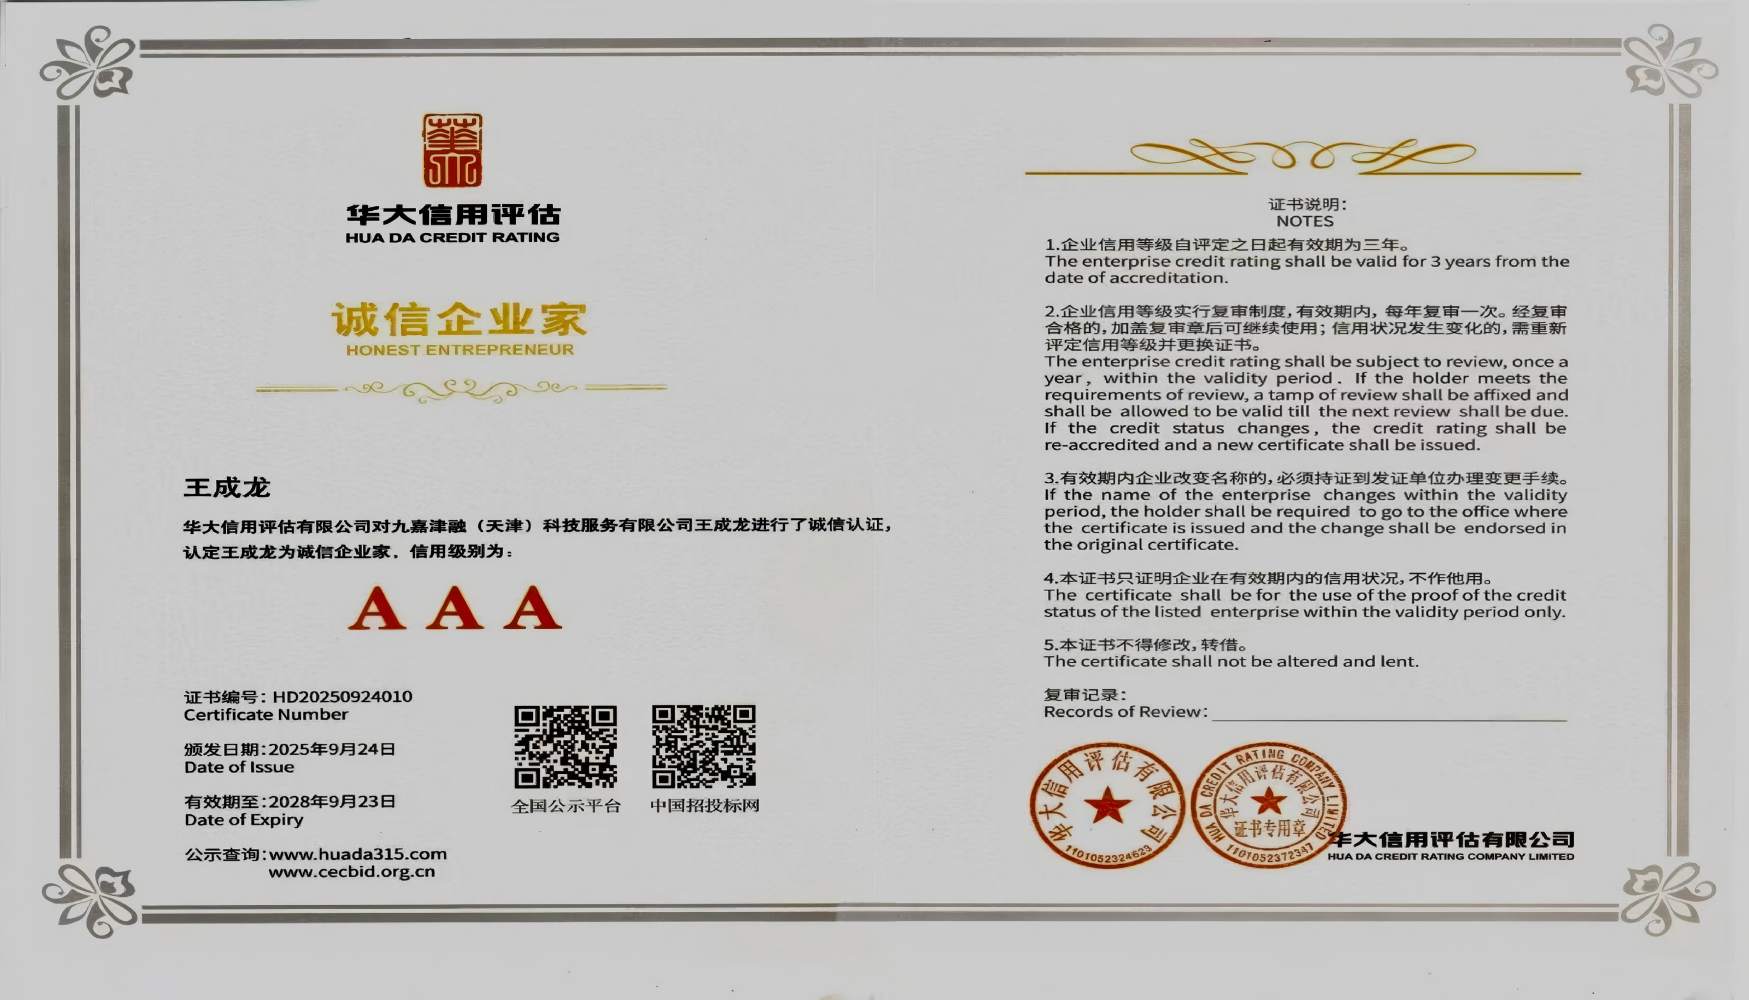 华大信用评估
HUA DA CREDIT RATING
诚信企业家
HONEST ENTREPRENEUR
王成龙
华大信用评估有限公司对九嘉津融（天津）科技服务有限公司王成龙进行了诚信认证，
认定王成龙为诚信企业家，信用级别为：
A A A
证书编号：HD20250924010
Certificate Number
颁发日期：2025年9月24日
Date of Issue
有效期至：2028年9月23日
Date of Expiry
公示查询：www.huada315.com
www.cecbid.org.cn
全国公示平台
中国招投标网
证书说明：
NOTES
1.企业信用等级自评定之日起有效期为三年。
The enterprise credit rating shall be valid for 3 years from the
date of accreditation.
2.企业信用等级实行复审制度，有效期内，每年复审一次。经复审
合格的，加盖复审章后可继续使用；信用状况发生变化的，需重新
评定信用等级并更换证书。
The enterprise credit rating shall be subject to review, once a
year, within the validity period. If the holder meets the
requirements of review, a tamp of review shall be affixed and
shall be allowed to be valid till the next review shall be due.
If the credit status changes, the credit rating shall be
re-accredited and a new certificate shall be issued.
3.有效期内企业改变名称的，必须持证到发证单位办理变更手续。
If the name of the enterprise changes within the validity
period, the holder shall be required to go to the office where
the certificate is issued and the change shall be endorsed in
the original certificate.
4.本证书只证明企业在有效期内的信用状况，不作他用。
The certificate shall be for the use of the proof of the credit
status of the listed enterprise within the validity period only.
5.本证书不得修改，转借。
The certificate shall not be altered and lent.
复审记录：
Records of Review:
华大信用评估有限公司
1101052324623
HUA DA CREDIT RATING COMPANY LIMITED
华大信用评估有限公司
证书专用章
1101052372347
华大信用评估有限公司
HUA DA CREDIT RATING COMPANY LIMITED